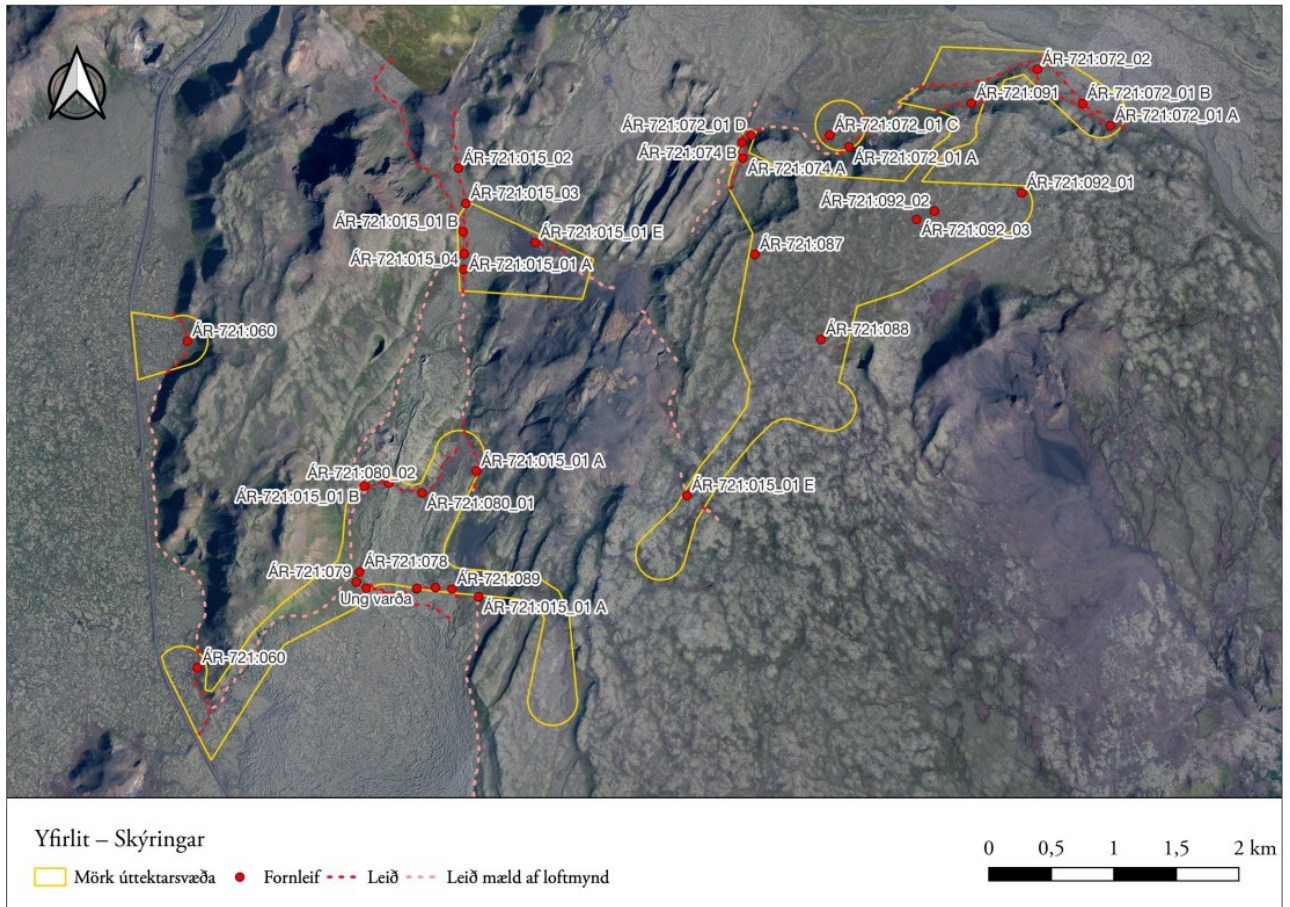 ÁR-721:072_02
ÁR-721:091
ÁR-721:072_01 B
ÁR-721:072_01 A
ÁR-721:072_01 D
ÁR-721:072_01 C
ÁR-721:074 B
ÁR-721:072_01 A
ÁR-721:074 A
ÁR-721:015_02
ÁR-721:092_01
ÁR-721:015_03
ÁR-721:092_02
ÁR-721:015_01 B
ÁR-721:015_01 E
ÁR-721:092_03
ÁR-721:087
ÁR-721:015_04
ÁR-721:015_01 A
ÁR-721:060
ÁR-721:088
ÁR-721:015_01 A
ÁR-721:080_02
ÁR-721:015_01 B
ÁR-721:080_01
ÁR-721:015_01 E
ÁR-721:078
ÁR-721:079
ÁR-721:089
Ung varða
ÁR-721:015_01 A
ÁR-721:060
Yfirlit – Skýringar
Mörk úttektarsvæða
Fornleif
Leið
Leið mæld af loftmynd
0 0,5 1 1,5 2 km